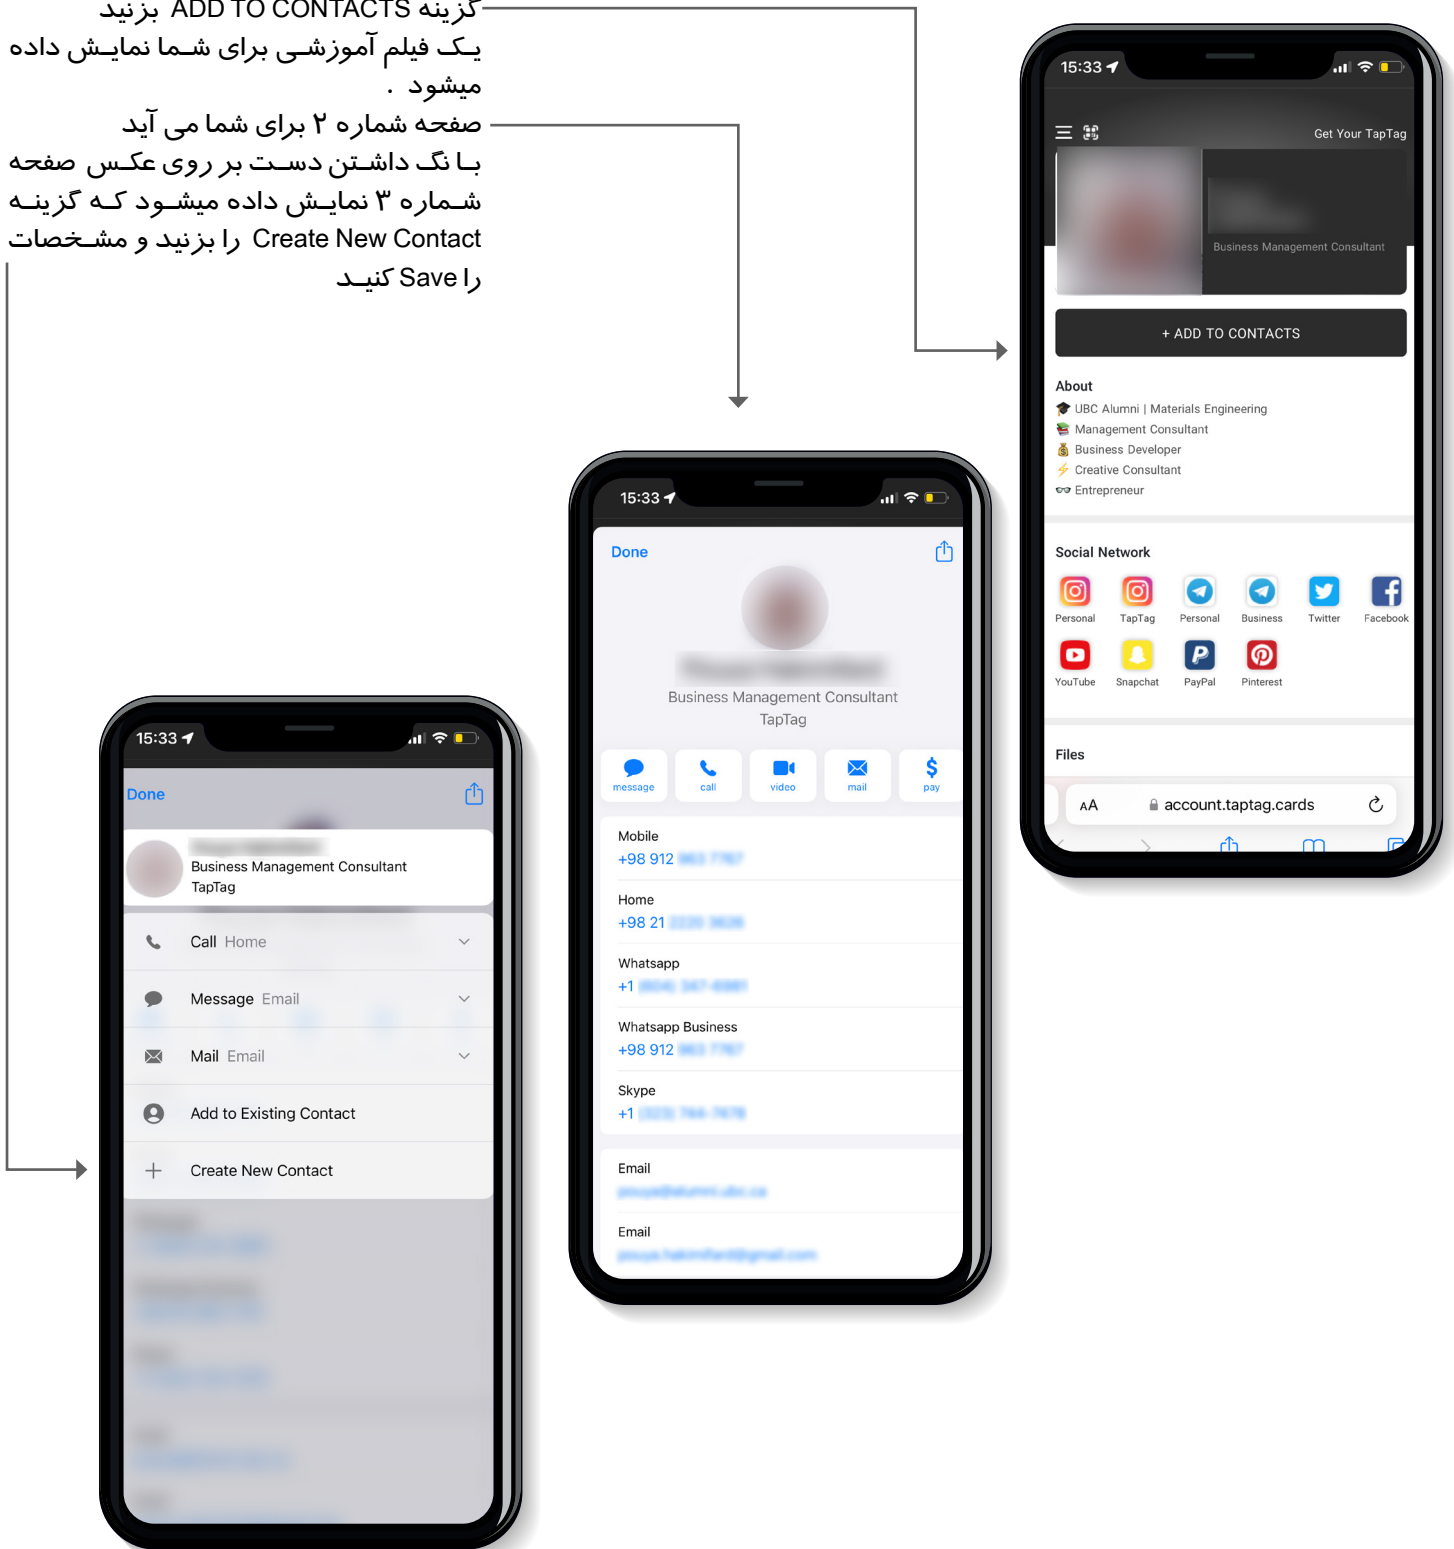 گزینه ADD TO CONTACTS بزنید
یک فیلم آموزشی برای شما نمایش داده
میشود .
صفحه شماره ۲ برای شما می آید
با نگ داشتن دست بر روی عکس صفحه
شماره ۳ نمایش داده میشود که گزینه
Create New Contact را بزنید و مشخصات
را Save کنید
15:33
Get Your TapTag
Business Management Consultant
+ ADD TO CONTACTS
About
UBC Alumni | Materials Engineering
Management Consultant
Business Developer
Creative Consultant
Entrepreneur
Social Network
Personal TapTag Personal Business Twitter Facebook
YouTube Snapchat PayPal Pinterest
Files
AA account.taptag.cards
15:33
Done
Business Management Consultant
TapTag
message call video mail pay
Mobile
+98 912
Home
+98 21
Whatsapp
+1
Whatsapp Business
+98 912
Skype
+1
Email
Email
15:33
Done
Business Management Consultant
TapTag
Call Home
Message Email
Mail Email
Add to Existing Contact
Create New Contact